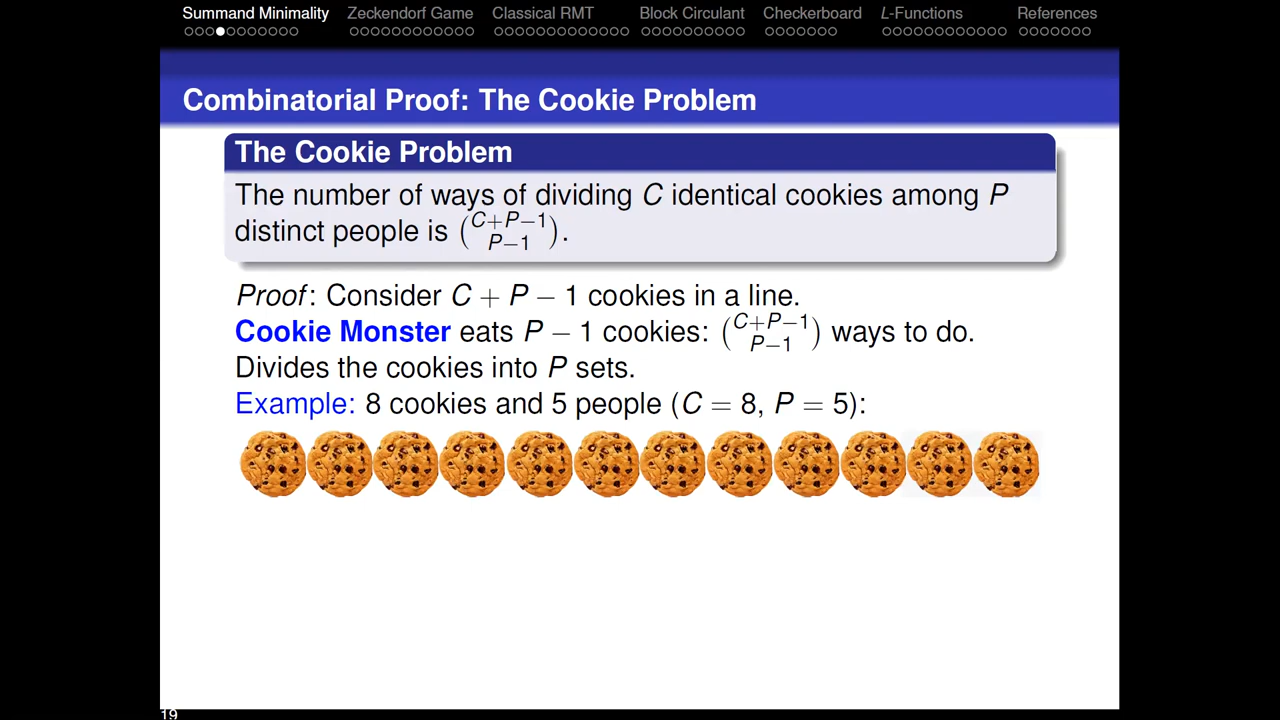 Summand Minimality Zeckendorf Game Classical RMT Block Circulant Checkerboard L-Functions References
Combinatorial Proof: The Cookie Problem
The Cookie Problem
The number of ways of dividing C identical cookies among P
distinct people is (C+P−1 P−1).
Proof: Consider C + P − 1 cookies in a line.
Cookie Monster eats P − 1 cookies: (C+P−1 P−1) ways to do.
Divides the cookies into P sets.
Example: 8 cookies and 5 people (C = 8, P = 5):
19